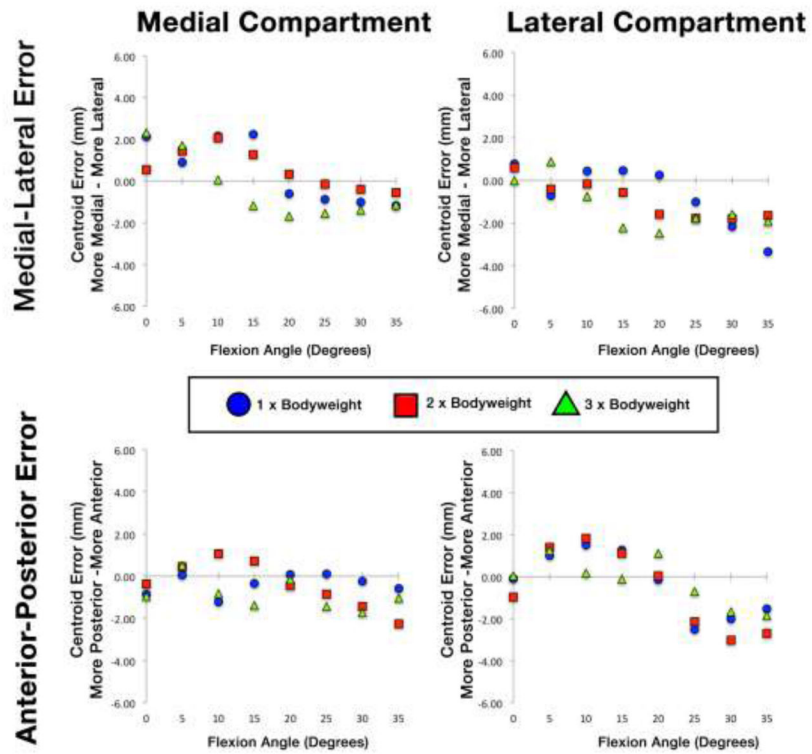 Medial Compartment
Lateral Compartment
Medial-Lateral Error
Centroid Error (mm)
More Medial - More Lateral
6.00
4.00
2.00
0.00
-2.00
-4.00
-6.00
0 5 10 15 20 25 30 35
Flexion Angle (Degrees)
Centroid Error (mm)
More Medial - More Lateral
6.00
4.00
2.00
0.00
-2.00
-4.00
-6.00
0 5 10 15 20 25 30 35
Flexion Angle (Degrees)
1 x Bodyweight 2 x Bodyweight 3 x Bodyweight
Anterior-Posterior Error
Centroid Error (mm)
More Posterior -More Anterior
6.00
4.00
2.00
0.00
-2.00
-4.00
-6.00
0 5 10 15 20 25 30 35
Flexion Angle (Degrees)
Centroid Error (mm)
More Posterior -More Anterior
6.00
4.00
2.00
0.00
-2.00
-4.00
-6.00
0 5 10 15 20 25 30 35
Flexion Angle (Degrees)